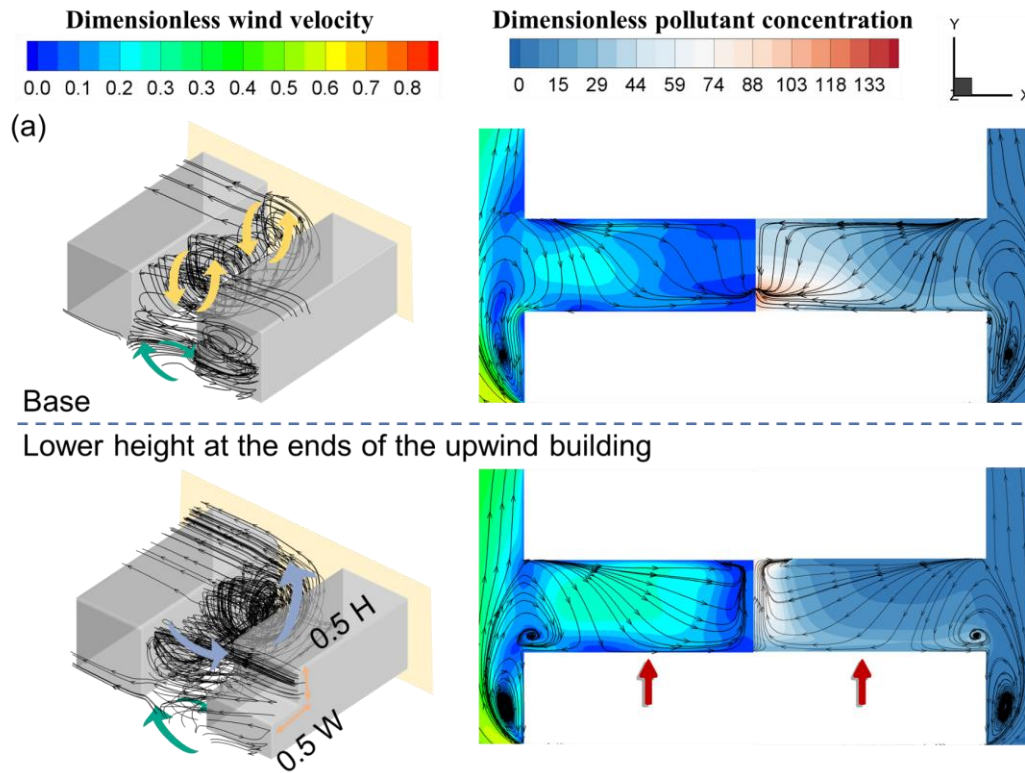 Dimensionless wind velocity
Dimensionless pollutant concentration
0.0 0.1 0.2 0.3 0.3 0.4 0.5 0.6 0.7 0.8
0 15 29 44 59 74 88 103 118 133
Y
Z
X
(a)
Base
Lower height at the ends of the upwind building
0.5 H
0.5 W